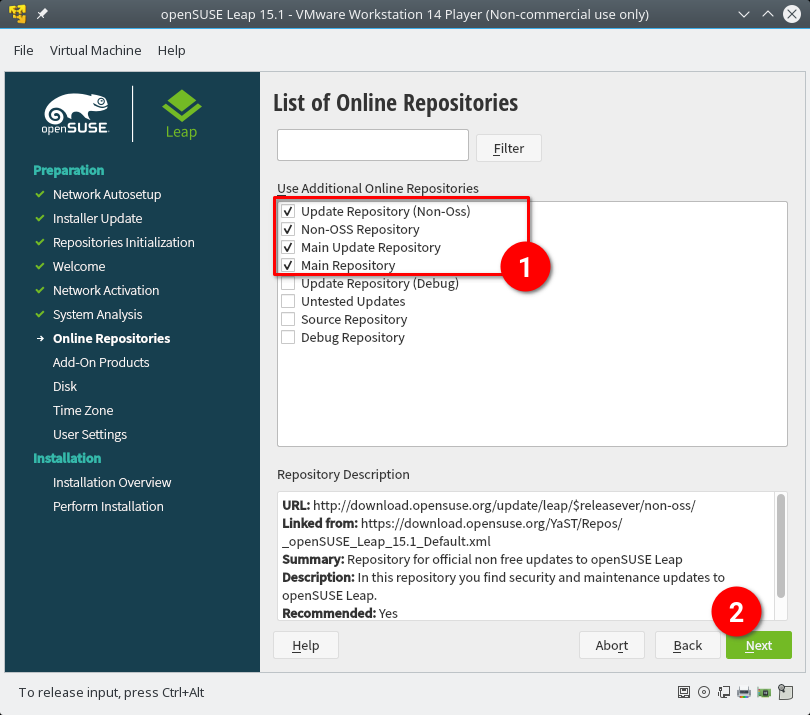 openSUSE Leap 15.1 - VMware Workstation 14 Player (Non-commercial use only)
File Virtual Machine Help
openSUSE
Leap
Preparation
Network Autosetup
Installer Update
Repositories Initialization
Welcome
Network Activation
System Analysis
Online Repositories
Add-On Products
Disk
Time Zone
User Settings
Installation
Installation Overview
Perform Installation
List of Online Repositories
Filter
Use Additional Online Repositories
Update Repository (Non-Oss)
Non-OSS Repository
Main Update Repository
Main Repository
1
Update Repository (Debug)
Untested Updates
Source Repository
Debug Repository
Repository Description
URL: http://download.opensuse.org/update/leap/$releasever/non-oss/
Linked from: https://download.opensuse.org/YaST/Repos/
_openSUSE_Leap_15.1_Default.xml
Summary: Repository for official non free updates to openSUSE Leap
Description: In this repository you find security and maintenance updates to
openSUSE Leap.
Recommended: Yes
2
Help Abort Back Next
To release input, press Ctrl+Alt